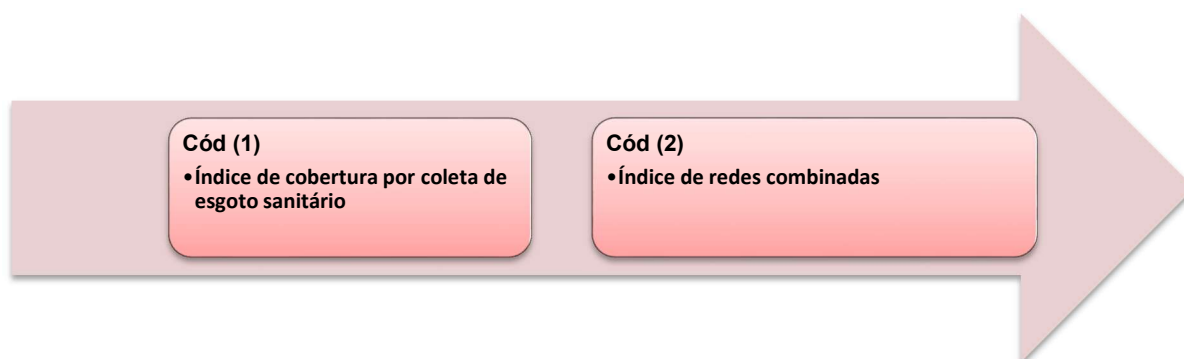 Cód (1)
•Índice de cobertura por coleta de
esgoto sanitário
Cód (2)
•Índice de redes combinadas